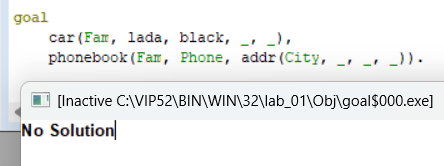 goal
car(Fam, lada, black, _, _),
phonebook(Fam, Phone, addr(City, _, _, _)).
[Inactive C:\VIP52\BIN\WIN\32\lab_01\Obj\goal$000.exe]
No Solution